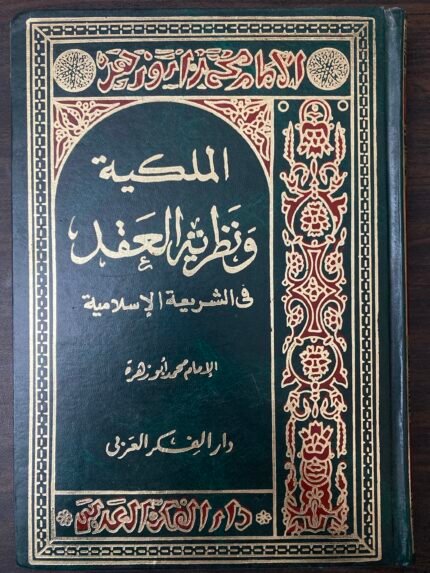 الإمام محمد أبو زهرة
الملكية
ونظرية العقد
في الشريعة الإسلامية
الإمام محمد أبو زهرة
دار الفكر العربي
دار الفكر العربي